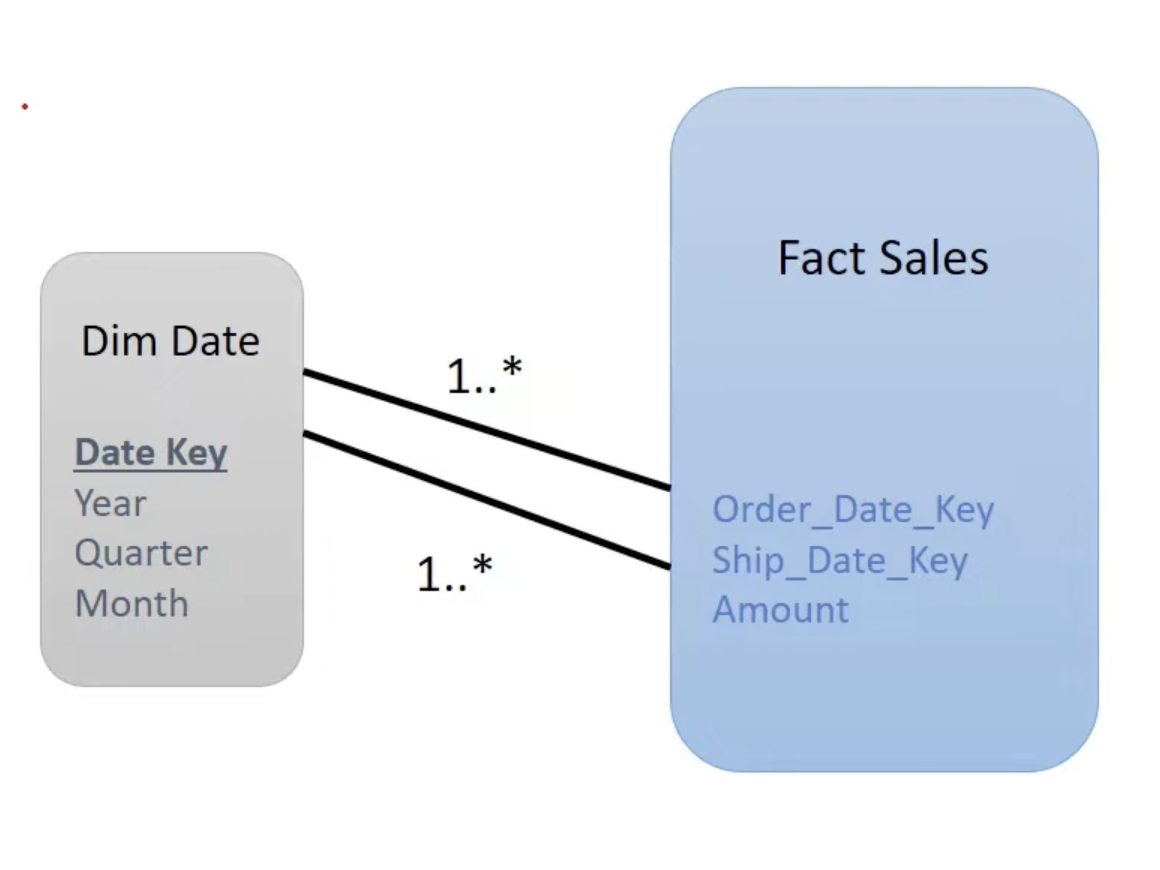 Dim Date
Date Key
Year
Quarter
Month
1..*
1..*
Fact Sales
Order_Date_Key
Ship_Date_Key
Amount